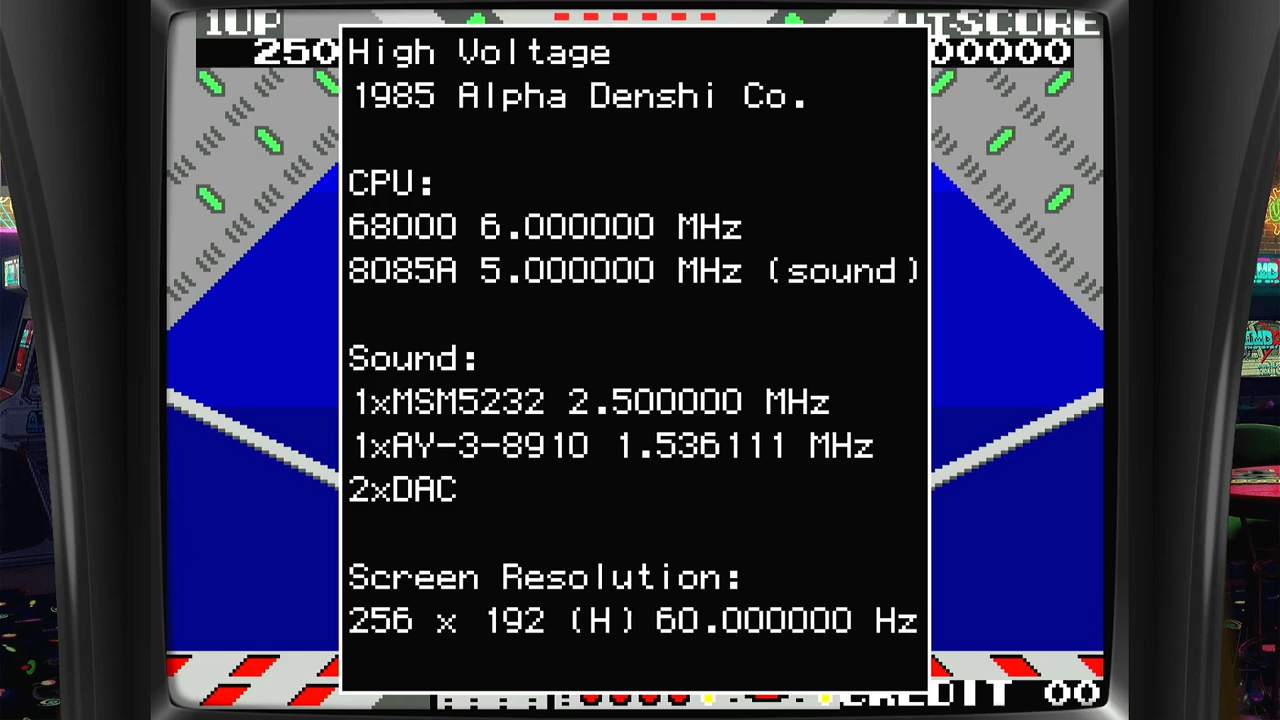 1UP
HI-SCORE
250
00000
High Voltage
1985 Alpha Denshi Co.
CPU:
68000 6.000000 MHz
8085A 5.000000 MHz (sound)
Sound:
1xMSM5232 2.500000 MHz
1xAY-3-8910 1.536111 MHz
2xDAC
Screen Resolution:
256 x 192 (H) 60.000000 Hz
CREDIT 00